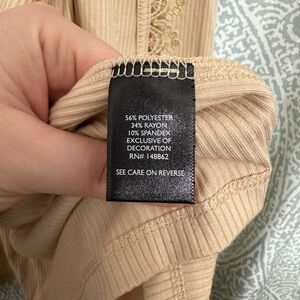 56% POLYESTER
34% RAYON
10% SPANDEX
EXCLUSIVE OF
DECORATION
RN# 148862
SEE CARE ON REVERSE